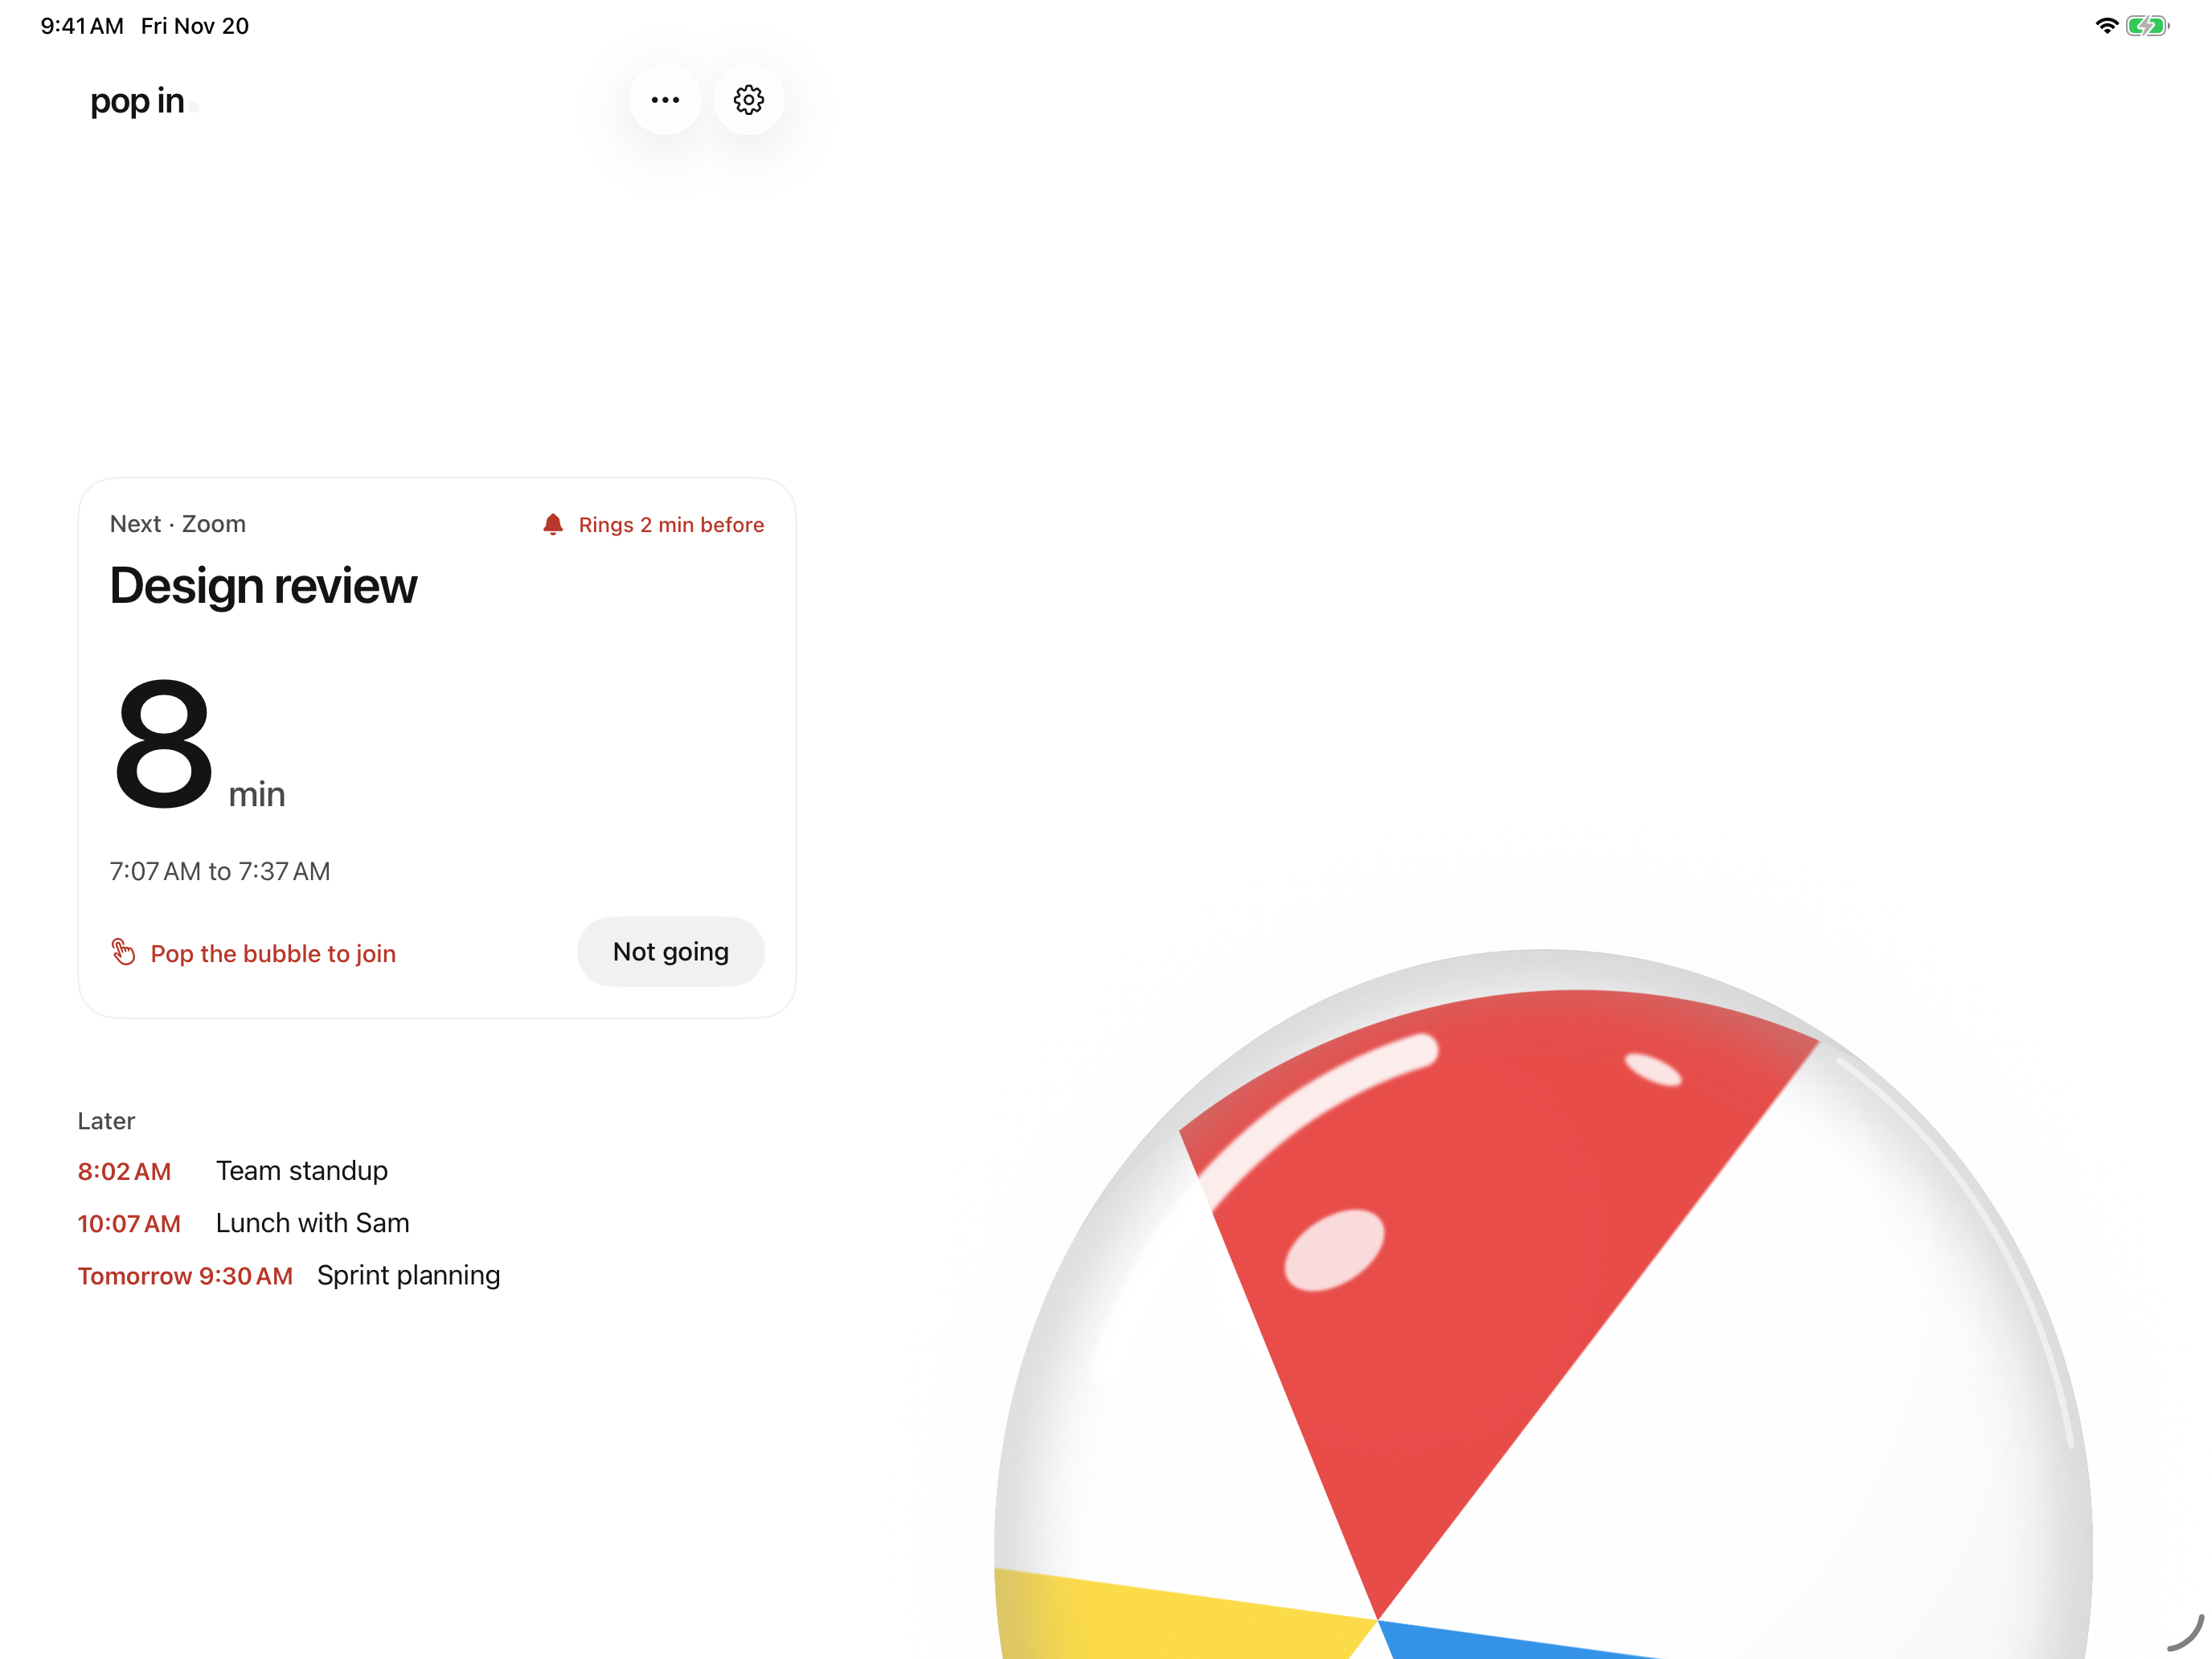 9:41 AM Fri Nov 20
pop in
Next · Zoom
Rings 2 min before
Design review
8 min
7:07 AM to 7:37 AM
Pop the bubble to join
Not going
Later
8:02 AM Team standup
10:07 AM Lunch with Sam
Tomorrow 9:30 AM Sprint planning